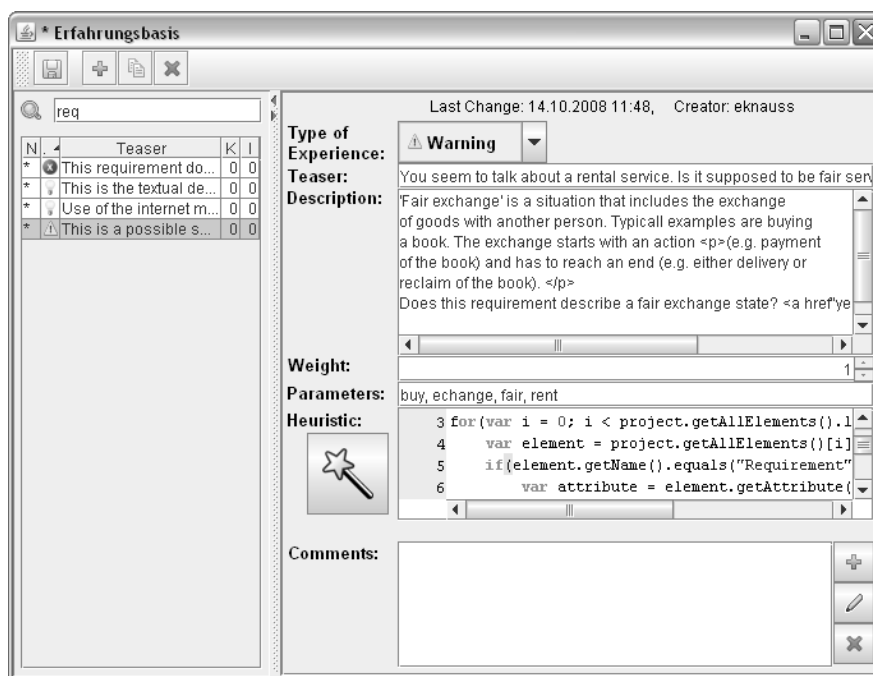 * Erfahrungsbasis
req
N . Teaser K I
* This requirement do... 0 0
* This is the textual de... 0 0
* Use of the internet m... 0 0
* This is a possible s... 0 0
Last Change: 14.10.2008 11:48, Creator: eknauss
Type of
Experience:
Warning
Teaser:
You seem to talk about a rental service. Is it supposed to be fair serv
Description:
'Fair exchange' is a situation that includes the exchange
of goods with another person. Typicall examples are buying
a book. The exchange starts with an action <p>(e.g. payment
of the book) and has to reach an end (e.g. either delivery or
reclaim of the book). </p>
Does this requirement describe a fair exchange state? <a href"ye
Weight:
1
Parameters:
buy, echange, fair, rent
Heuristic:
3 for(var i = 0; i < project.getAllElements().l
4 var element = project.getAllElements()[i]
5 if(element.getName().equals("Requirement"
6 var attribute = element.getAttribute(
Comments: